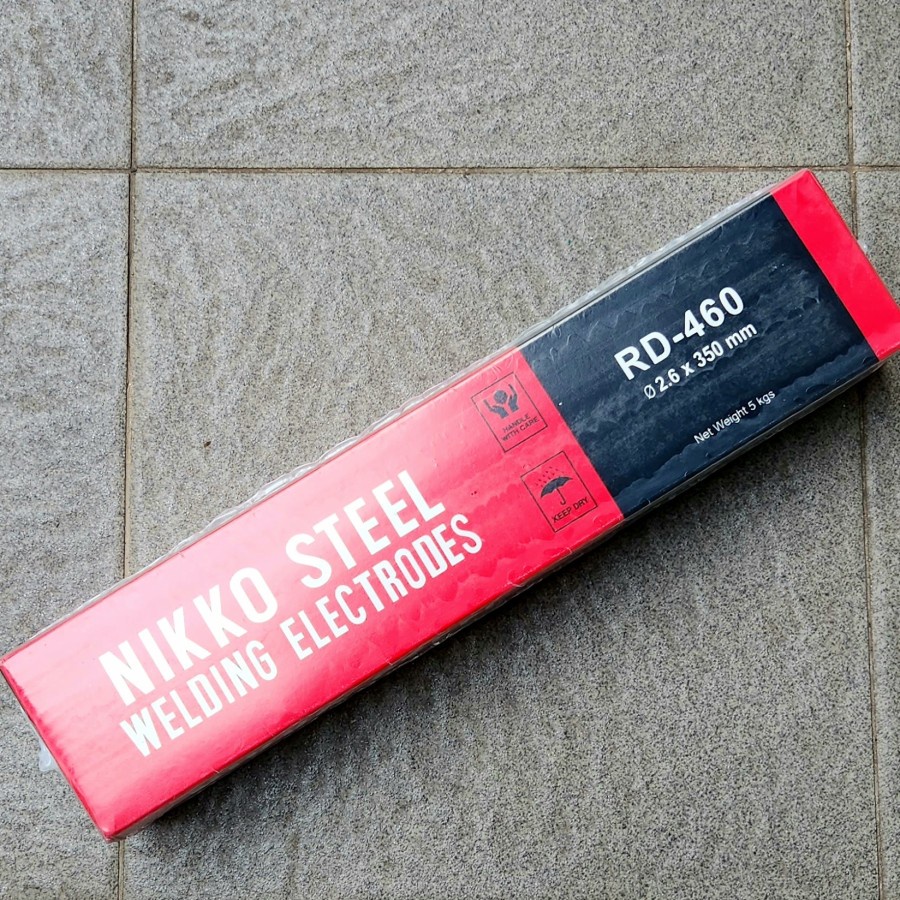 NIKKO STEEL
WELDING ELECTRODES
HANDLE
WITH CARE
KEEP DRY
RD-460
Ø 2.6 x 350 mm
Net Weight 5 kgs